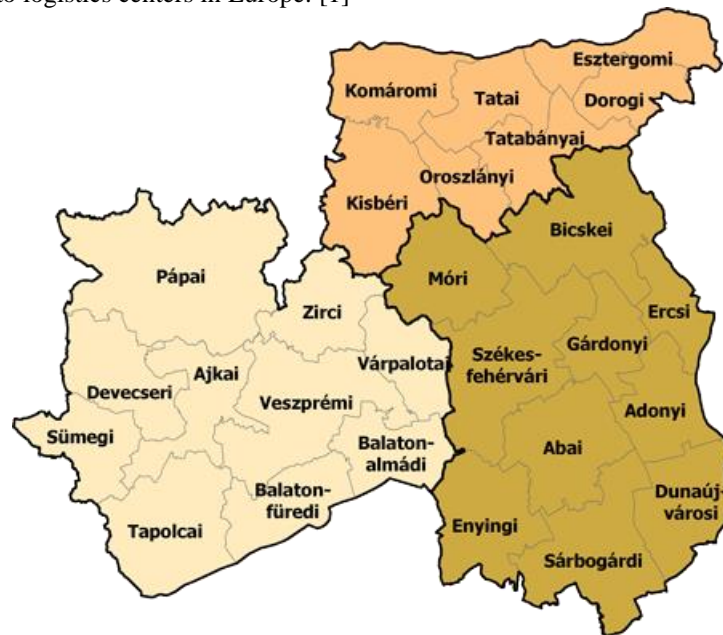 to logistics centers in Europe. [1]
Esztergomi
Komáromi
Tatai
Dorogi
Tatabányai
Oroszlányi
Kisbéri
Bicskei
Móri
Pápai
Zirci
Ercsi
Gárdonyi
Székes-
fehérvári
Várpalotai
Ajkai
Devecseri
Veszprémi
Adonyi
Sümegi
Balaton-
almádi
Abai
Balaton-
füredi
Dunaúj-
városi
Tapolcai
Enyingi
Sárbogárdi